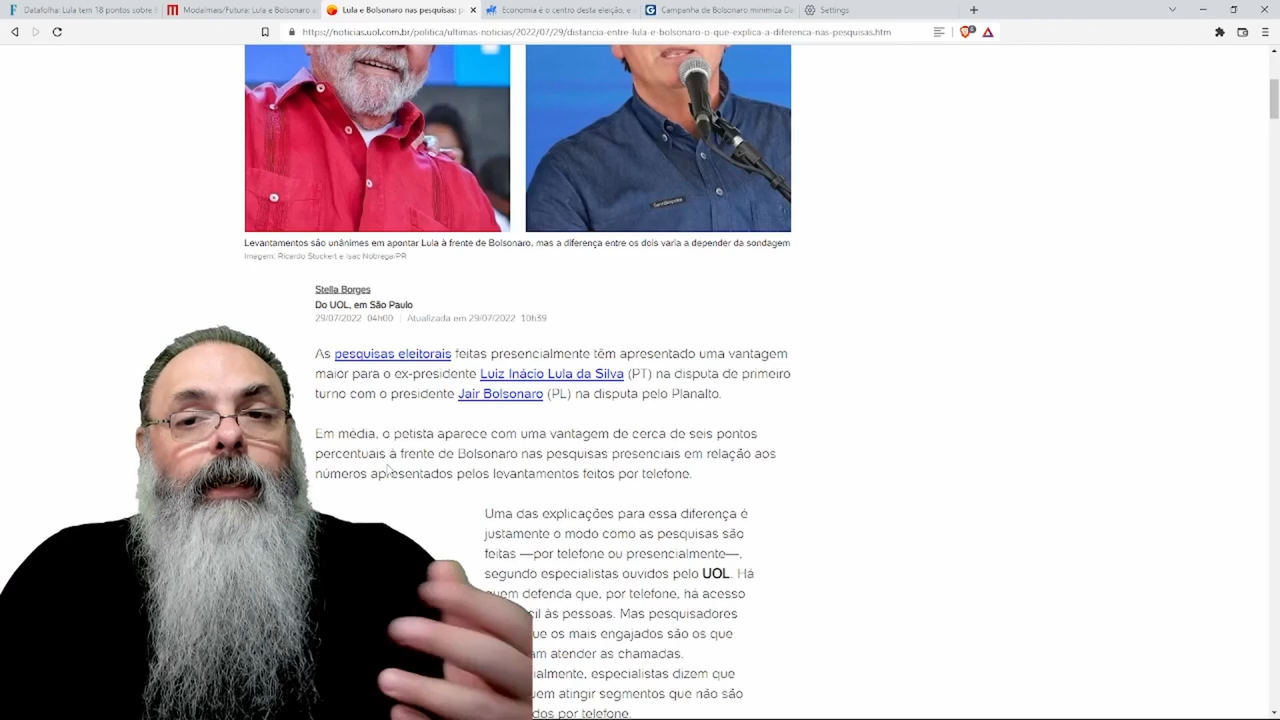 Datafolha: Lula tem 18 pontos sobre
Modalmais/Futura: Lula e Bolsonaro
Lula e Bolsonaro nas pesquisas:
Economia é o centro desta eleição, e
Campanha de Bolsonaro minimiza
Settings
https://noticias.uol.com.br/politica/ultimas-noticias/2022/07/29/distancia-entre-lula-e-bolsonaro-o-que-explica-a-diferenca-nas-pesquisas.htm
Levantamentos são unânimes em apontar Lula à frente de Bolsonaro, mas a diferença entre os dois varia a depender da sondagem
Imagem: Ricardo Stuckert e Isac Nóbrega/PR
Stella Borges
Do UOL, em São Paulo
29/07/2022 04h00 | Atualizada em 29/07/2022 10h39
As pesquisas eleitorais feitas presencialmente têm apresentado uma vantagem
maior para o ex-presidente Luiz Inácio Lula da Silva (PT) na disputa de primeiro
turno com o presidente Jair Bolsonaro (PL) na disputa pelo Planalto.
Em média, o petista aparece com uma vantagem de cerca de seis pontos
percentuais à frente de Bolsonaro nas pesquisas presenciais em relação aos
números apresentados pelos levantamentos feitos por telefone.
Uma das explicações para essa diferença é
justamente o modo como as pesquisas são
feitas —por telefone ou presencialmente—,
segundo especialistas ouvidos pelo UOL. Há
quem defenda que, por telefone, há acesso
às pessoas. Mas pesquisadores
que os mais engajados são os que
atender as chamadas.
especialistas dizem que
atingir segmentos que não são
por telefone.